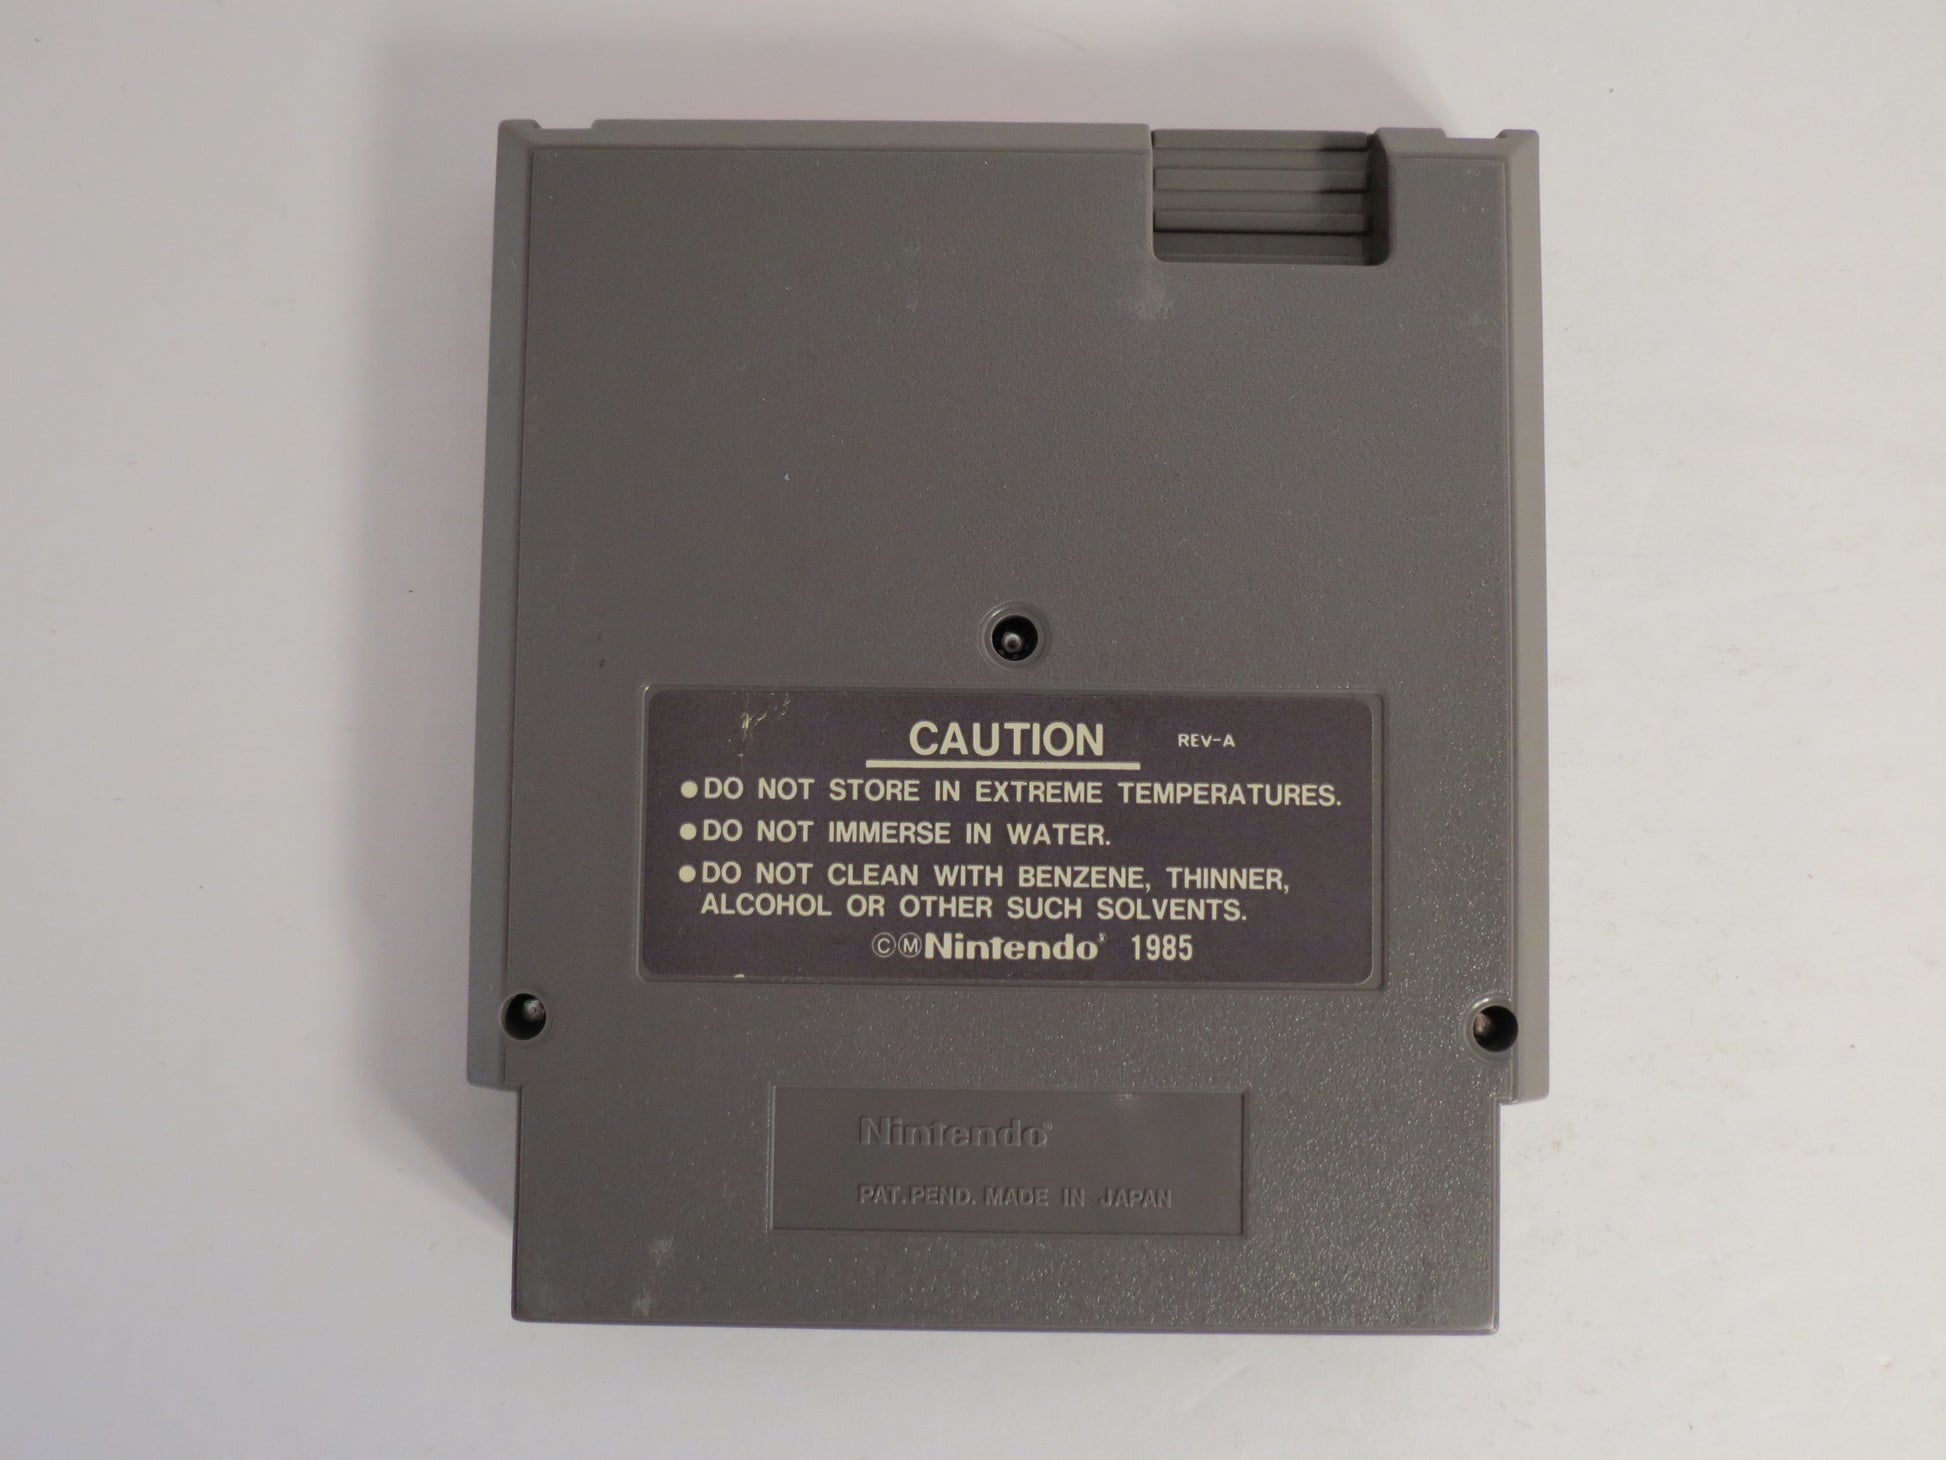 CAUTION REV-A
●DO NOT STORE IN EXTREME TEMPERATURES.
●DO NOT IMMERSE IN WATER.
●DO NOT CLEAN WITH BENZENE, THINNER,
ALCOHOL OR OTHER SUCH SOLVENTS.
©ⓂNintendo® 1985
Nintendo®
PAT. PEND. MADE IN JAPAN